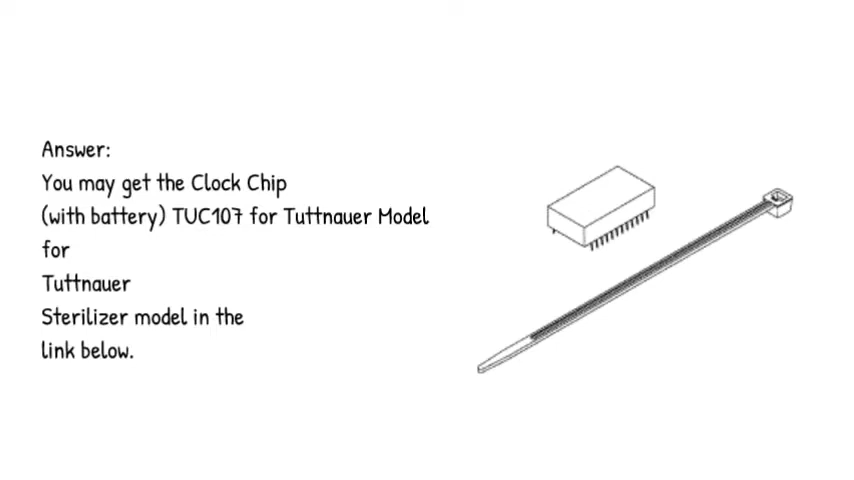 Answer:
You may get the Clock Chip
(with battery) TUC107 for Tuttnauer Model
for
Tuttnauer
Sterilizer model in the
link below.